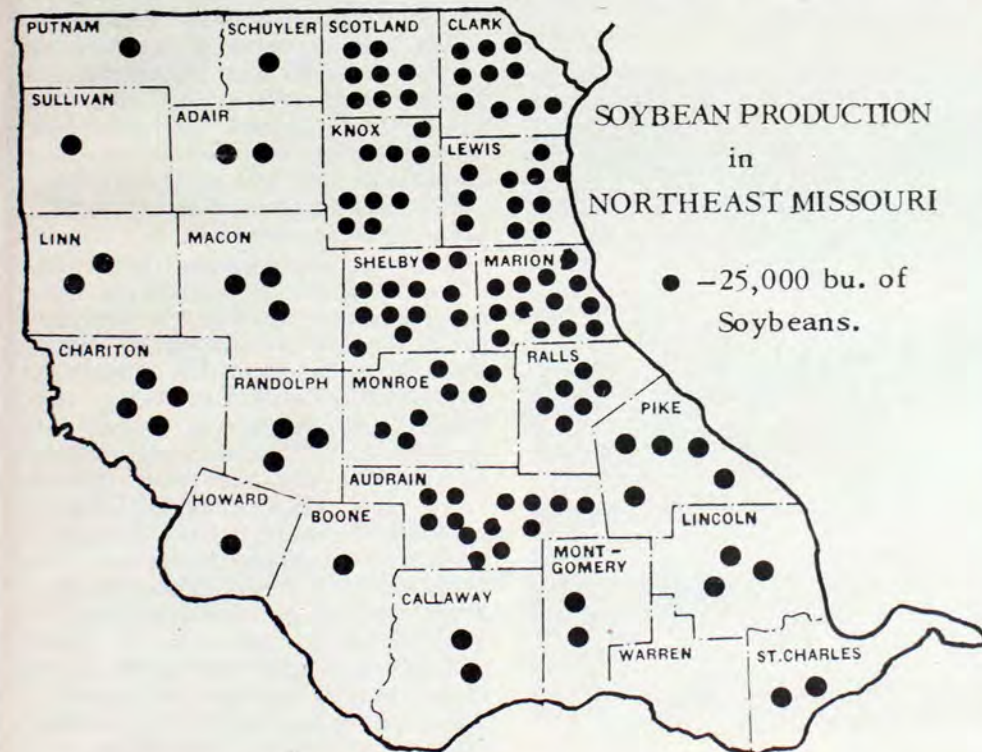 PUTNAM
SCHUYLER
SCOTLAND
CLARK
SULLIVAN
ADAIR
KNOX
LEWIS
SOYBEAN PRODUCTION
in
NORTHEAST MISSOURI
LINN
MACON
SHELBY
MARION
-25,000 bu. of
Soybeans.
CHARITON
RANDOLPH
MONROE
RALLS
PIKE
AUDRAIN
HOWARD
BOONE
LINCOLN
MONT-
GOMERY
CALLAWAY
WARREN
ST.CHARLES